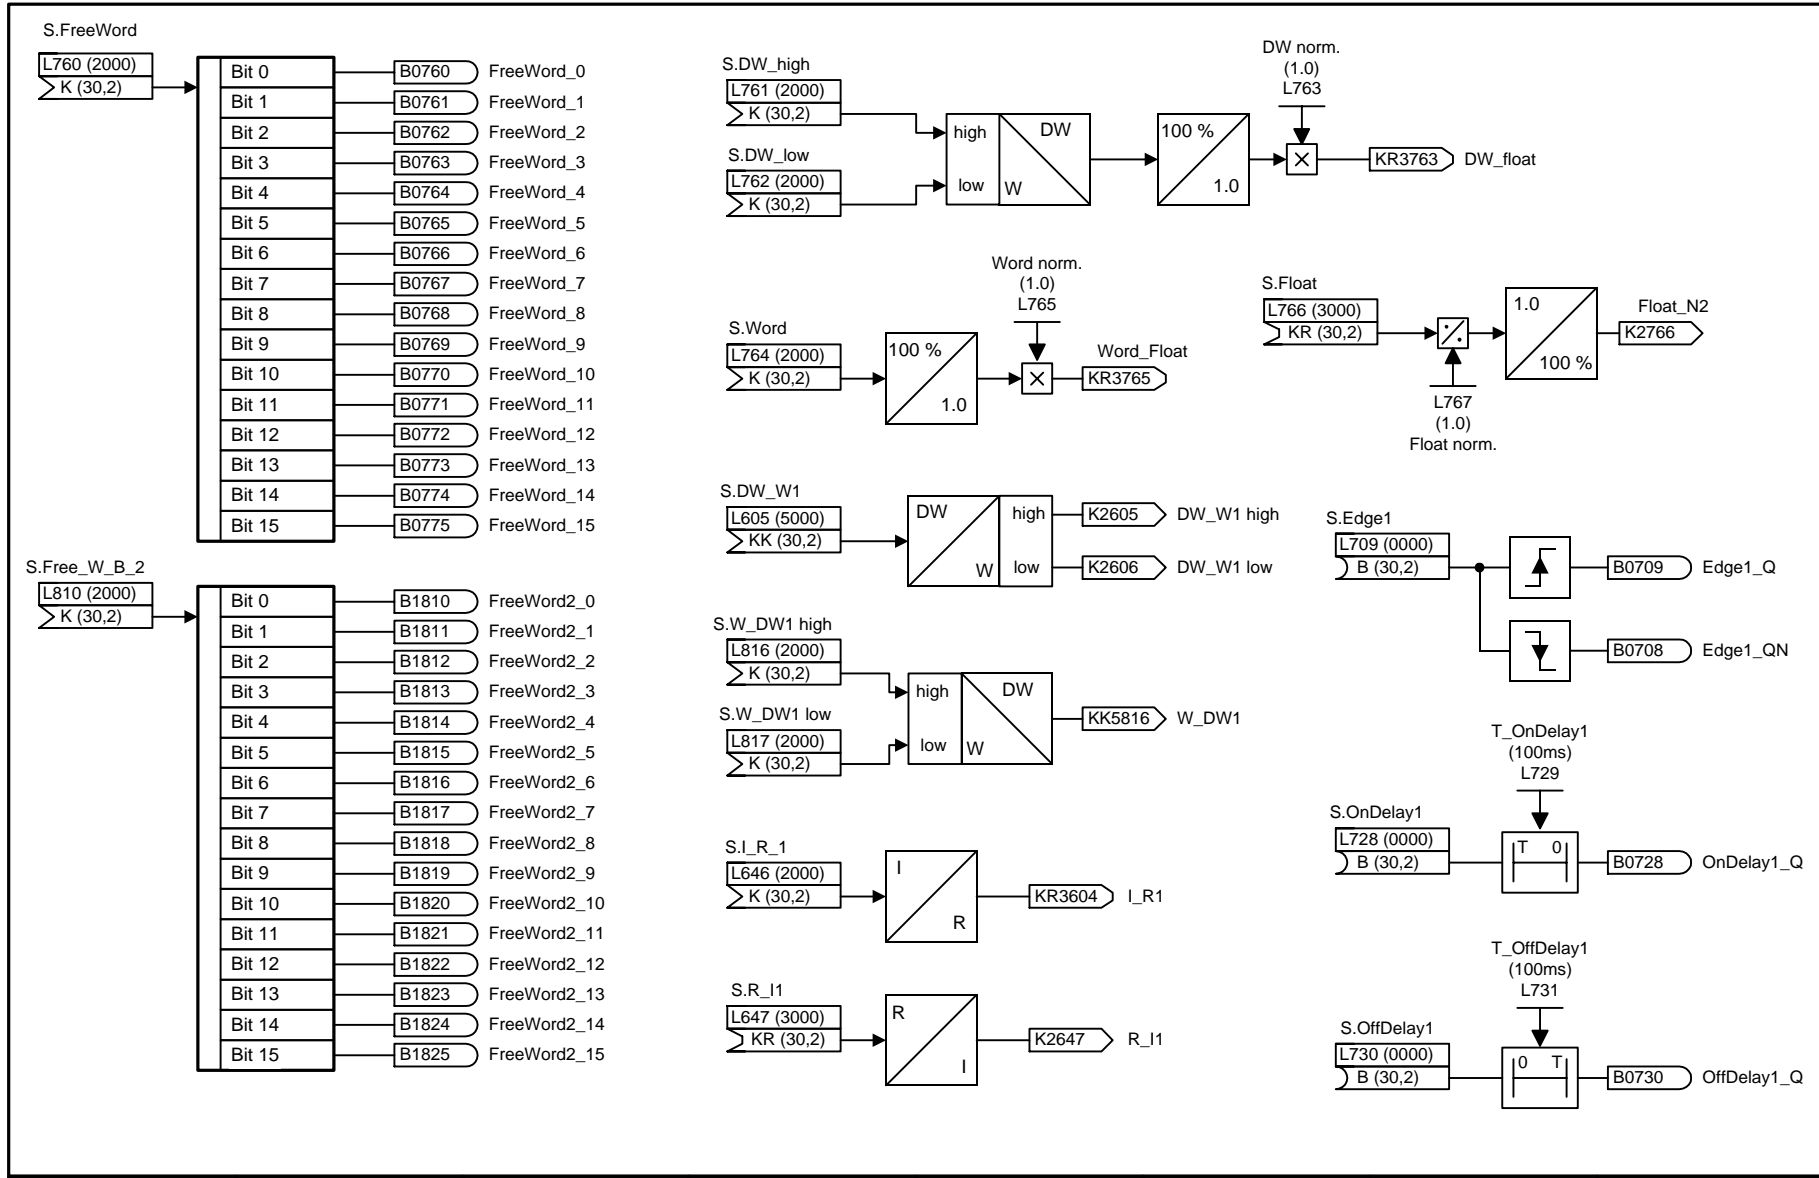 S.FreeWord
L760 (2000)
K (30,2)
Bit 0 B0760 FreeWord_0
Bit 1 B0761 FreeWord_1
Bit 2 B0762 FreeWord_2
Bit 3 B0763 FreeWord_3
Bit 4 B0764 FreeWord_4
Bit 5 B0765 FreeWord_5
Bit 6 B0766 FreeWord_6
Bit 7 B0767 FreeWord_7
Bit 8 B0768 FreeWord_8
Bit 9 B0769 FreeWord_9
Bit 10 B0770 FreeWord_10
Bit 11 B0771 FreeWord_11
Bit 12 B0772 FreeWord_12
Bit 13 B0773 FreeWord_13
Bit 14 B0774 FreeWord_14
Bit 15 B0775 FreeWord_15
S.Free_W_B_2
L810 (2000)
K (30,2)
Bit 0 B1810 FreeWord2_0
Bit 1 B1811 FreeWord2_1
Bit 2 B1812 FreeWord2_2
Bit 3 B1813 FreeWord2_3
Bit 4 B1814 FreeWord2_4
Bit 5 B1815 FreeWord2_5
Bit 6 B1816 FreeWord2_6
Bit 7 B1817 FreeWord2_7
Bit 8 B1818 FreeWord2_8
Bit 9 B1819 FreeWord2_9
Bit 10 B1820 FreeWord2_10
Bit 11 B1821 FreeWord2_11
Bit 12 B1822 FreeWord2_12
Bit 13 B1823 FreeWord2_13
Bit 14 B1824 FreeWord2_14
Bit 15 B1825 FreeWord2_15
S.DW_high
L761 (2000)
K (30,2)
S.DW_low
L762 (2000)
K (30,2)
high DW
low W
100 %
1.0
DW norm.
(1.0)
L763
×
KR3763 DW_float
S.Word
L764 (2000)
K (30,2)
100 %
1.0
Word norm.
(1.0)
L765
×
Word_Float
KR3765
S.Float
L766 (3000)
KR (30,2)
L767
(1.0)
Float norm.
1.0
100 %
Float_N2
K2766
S.DW_W1
L605 (5000)
KK (30,2)
DW high
W low
K2605 DW_W1 high
K2606 DW_W1 low
S.W_DW1 high
L816 (2000)
K (30,2)
S.W_DW1 low
L817 (2000)
K (30,2)
high DW
low W
KK5816 W_DW1
S.I_R_1
L646 (2000)
K (30,2)
I
R
KR3604 I_R1
S.R_I1
L647 (3000)
KR (30,2)
R
I
K2647 R_I1
S.Edge1
L709 (0000)
B (30,2)
B0709 Edge1_Q
B0708 Edge1_QN
T_OnDelay1
(100ms)
L729
S.OnDelay1
L728 (0000)
B (30,2)
T 0
B0728 OnDelay1_Q
T_OffDelay1
(100ms)
L731
S.OffDelay1
L730 (0000)
B (30,2)
0 T
B0730 OffDelay1_Q